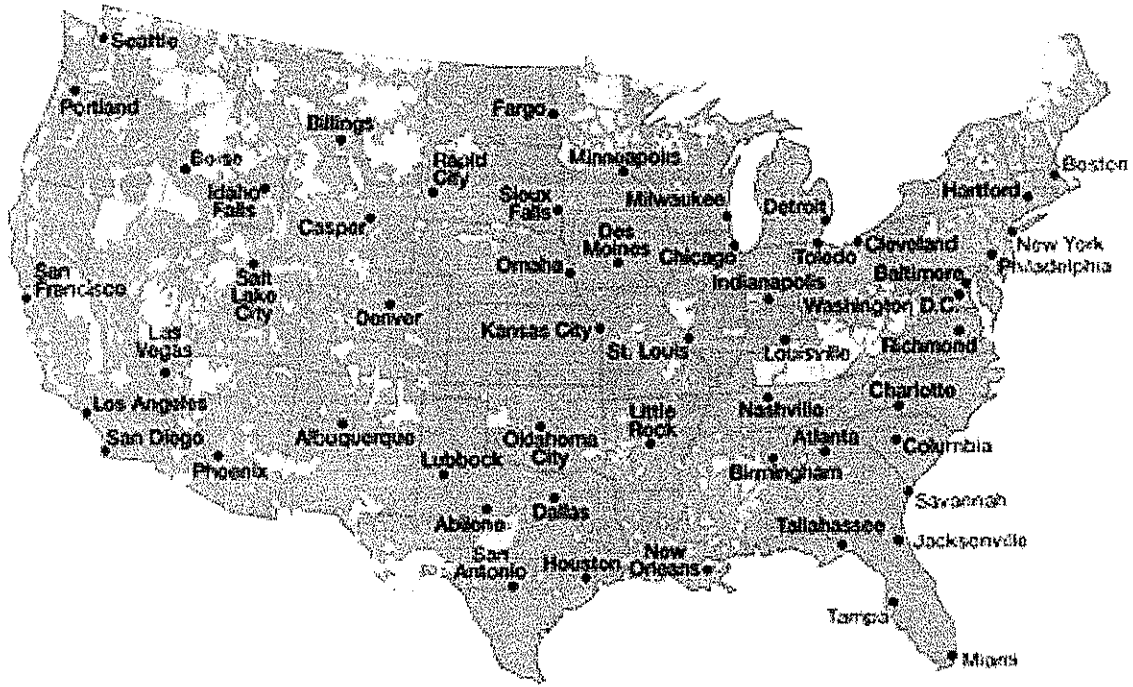 Seattle
Portland
Fargo
Billings
Minneapolis
Boise
Rapid
City
Boston
Idaho
Falls
Hartford
Sioux
Falls
Milwaukee
Detroit
Casper
Des
Moines
New York
Chicago
Toledo
Cleveland
Philadelphia
San
Francisco
Salt
Lake
City
Omaha
Indianapolis
Baltimore
Washington D.C.
Denver
Kansas City
St. Louis
Louisville
Richmond
Las
Vegas
Los Angeles
Nashville
Charlotte
San Diego
Albuquerque
Oklahoma
City
Little
Rock
Atlanta
Columbia
Phoenix
Lubbock
Birmingham
Savannah
Abilene
Dallas
Tallahassee
Jacksonville
San
Antonio
Houston
New
Orleans
Tampa
Miami